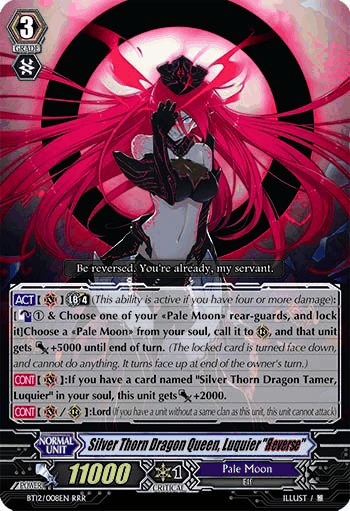 3
GRADE
Be reversed. You're already, my servant.
ACT [ ] LB 4 (This ability is active if you have four or more damage):
[ ① & Choose one of your «Pale Moon» rear-guards, and lock
it]Choose a «Pale Moon» from your soul, call it to , and that unit
gets +5000 until end of turn. (The locked card is turned face down,
and cannot do anything. It turns face up at the end of the owner's turn.)
CONT [ ]:If you have a card named "Silver Thorn Dragon Tamer,
Luquier" in your soul, this unit gets +2000.
CONT [ / ]:Lord(If you have a unit without a same clan as this unit, this unit cannot attack)
NORMAL
UNIT
Silver Thorn Dragon Queen, Luquier "Reverse"
POWER
11000
1
CRITICAL
Pale Moon
Elf
BT12/008EN RRR
ILLUST /